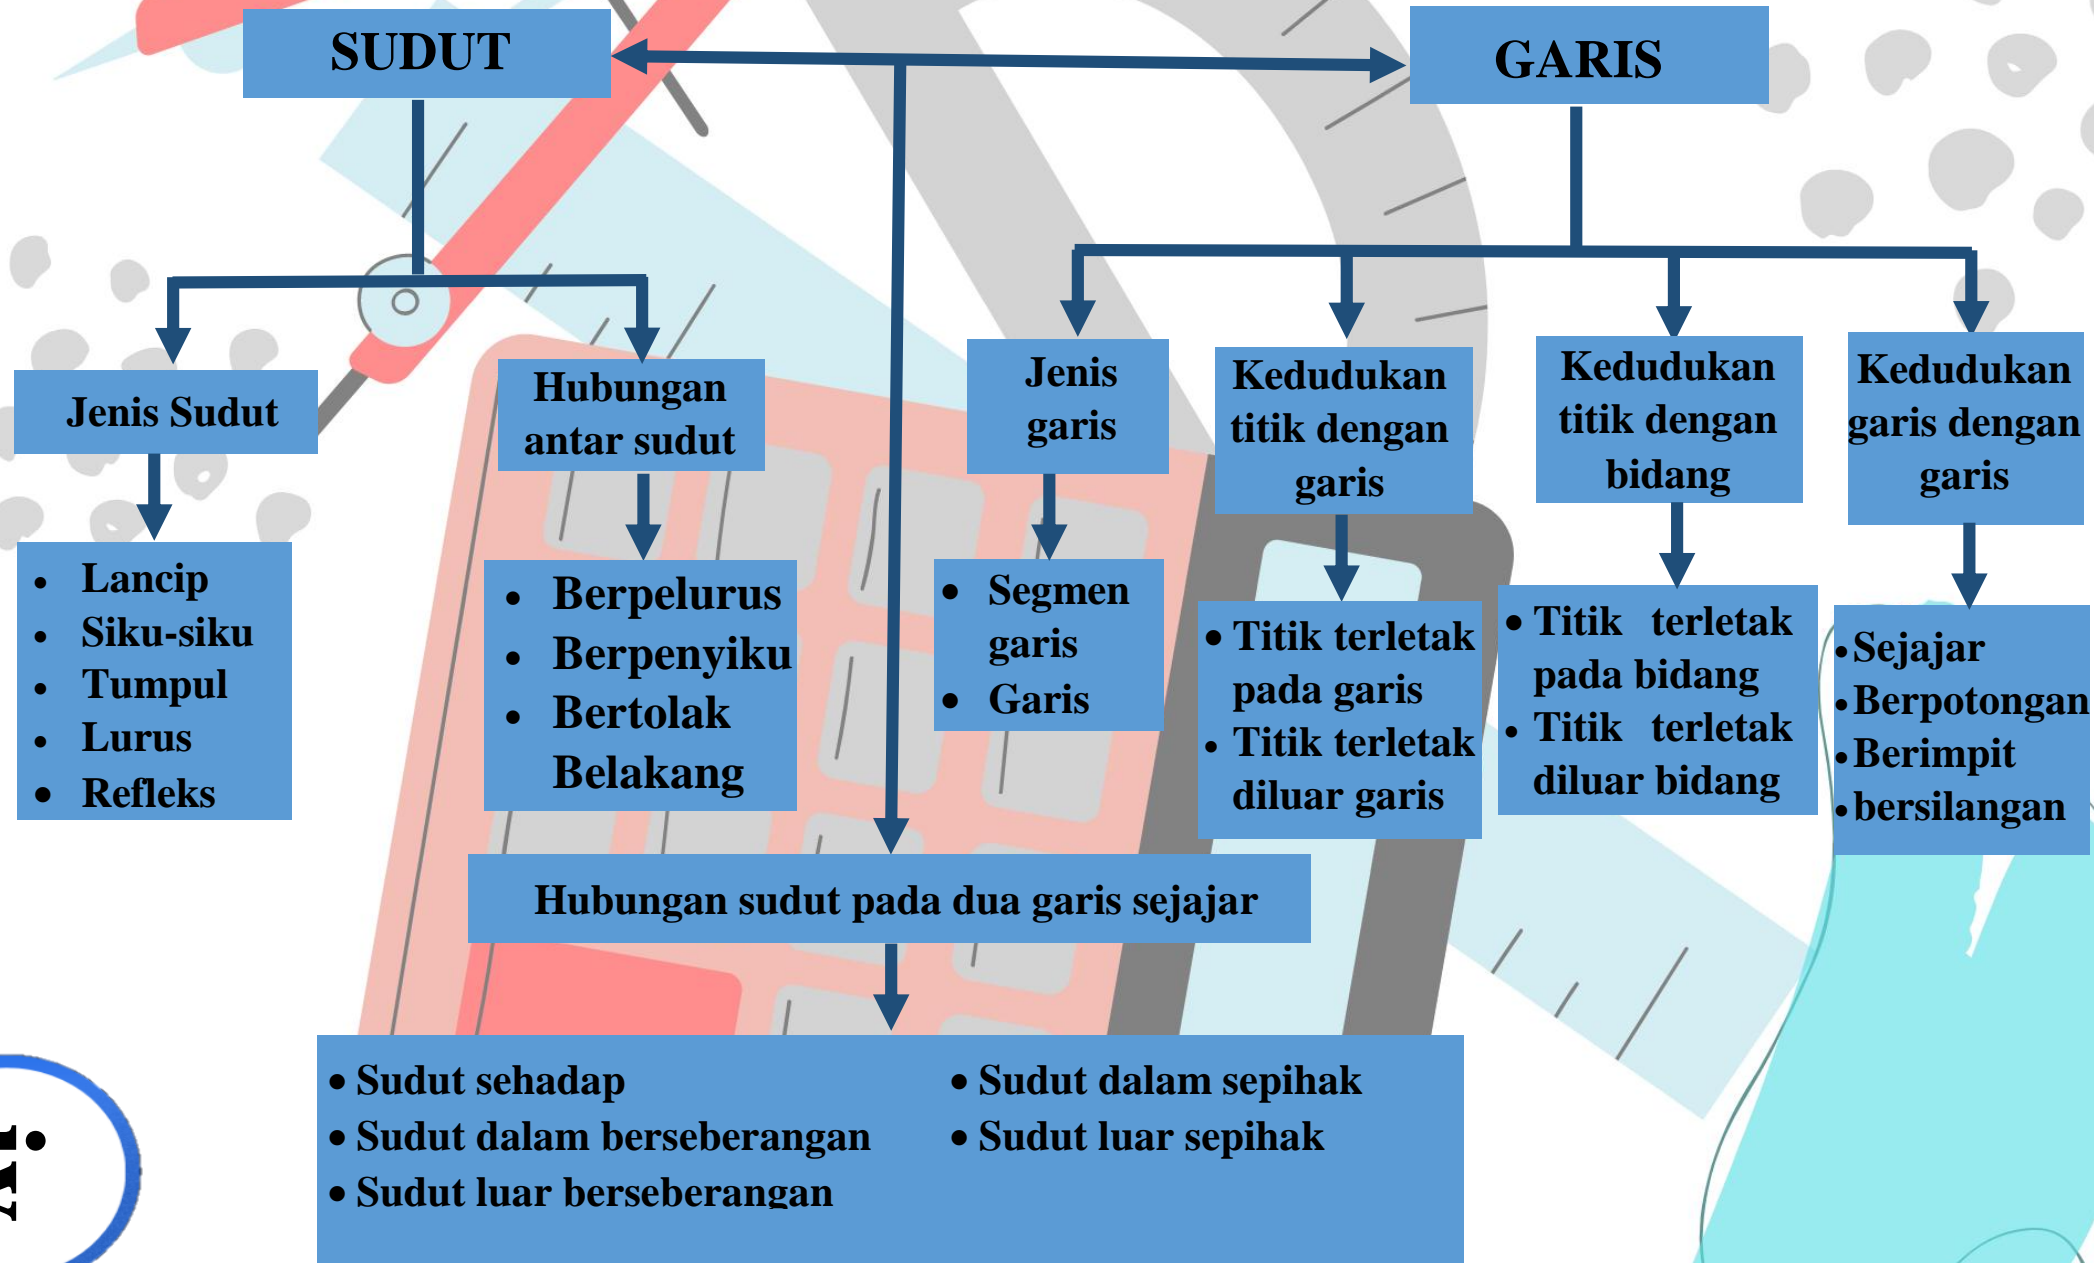 SUDUT
GARIS
Jenis Sudut
Hubungan
antar sudut
Jenis
garis
Kedudukan
titik dengan
garis
Kedudukan
titik dengan
bidang
Kedudukan
garis dengan
garis
• Lancip
• Siku-siku
• Tumpul
• Lurus
• Refleks
• Berpelurus
• Berpenyiku
• Bertolak
Belakang
• Segmen
garis
• Garis
• Titik terletak
pada garis
• Titik terletak
diluar garis
• Titik terletak
pada bidang
• Titik terletak
diluar bidang
• Sejajar
• Berpotongan
• Berimpit
• bersilangan
Hubungan sudut pada dua garis sejajar
• Sudut sehadap
• Sudut dalam berseberangan
• Sudut luar berseberangan
• Sudut dalam sepihak
• Sudut luar sepihak